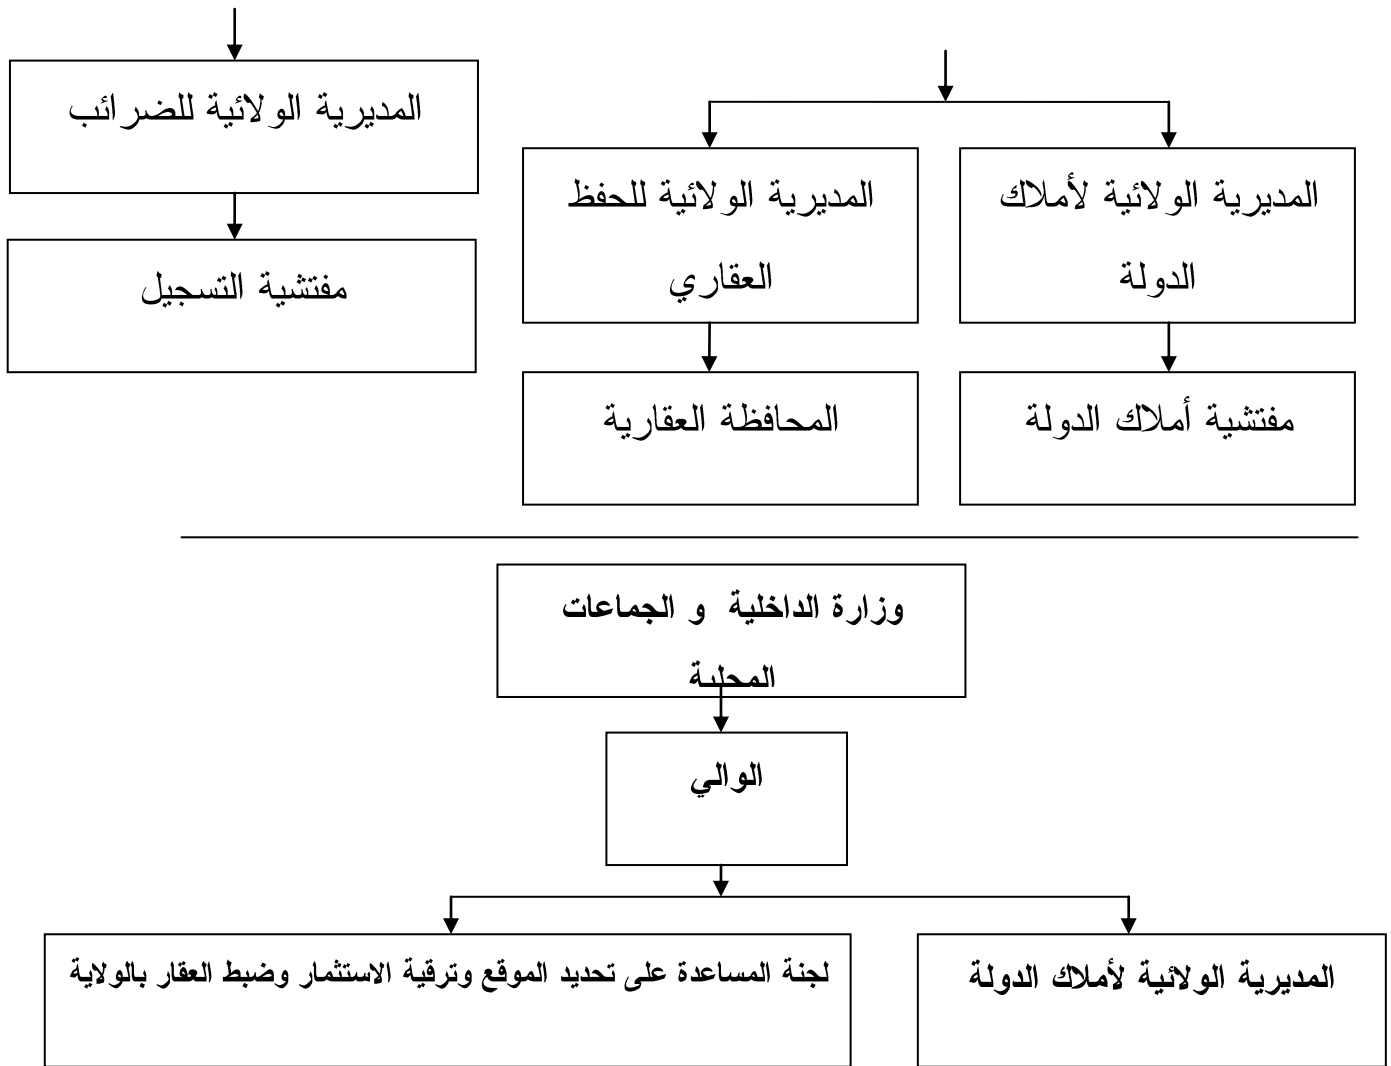 المديرية الولائية للضرائب
المديرية الولائية لأملاك
الدولة
المديرية الولائية للحفظ
العقاري
مفتشية التسجيل
مفتشية أملاك الدولة
المحافظة العقارية
وزارة الداخلية و الجماعات
المحلية
الوالي
المديرية الولائية لأملاك الدولة
لجنة المساعدة على تحديد الموقع وترقية الاستثمار وضبط العقار بالولاية